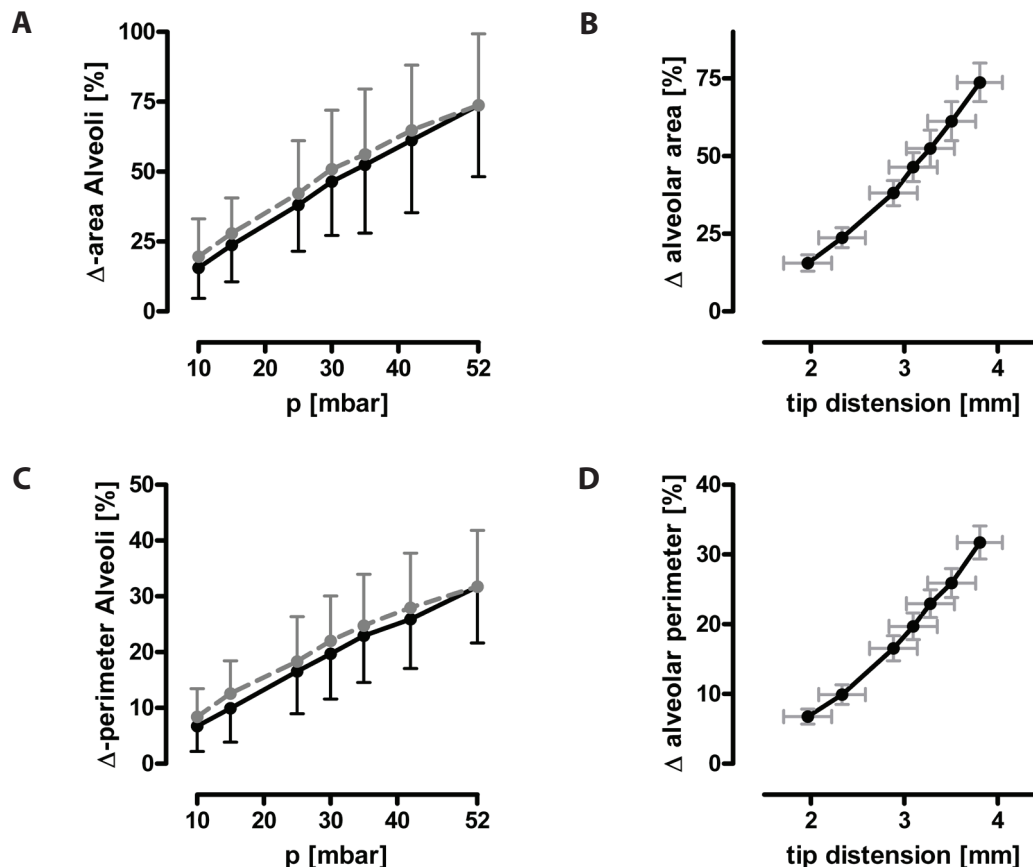 A
Δ-area Alveoli [%]
100
75
50
25
0
10 20 30 40 52
p [mbar]
B
Δ alveolar area [%]
75
50
25
0
2 3 4
tip distension [mm]
C
Δ-perimeter Alveoli [%]
50
40
30
20
10
0
10 20 30 40 52
p [mbar]
D
Δ alveolar perimeter [%]
40
30
20
10
0
2 3 4
tip distension [mm]